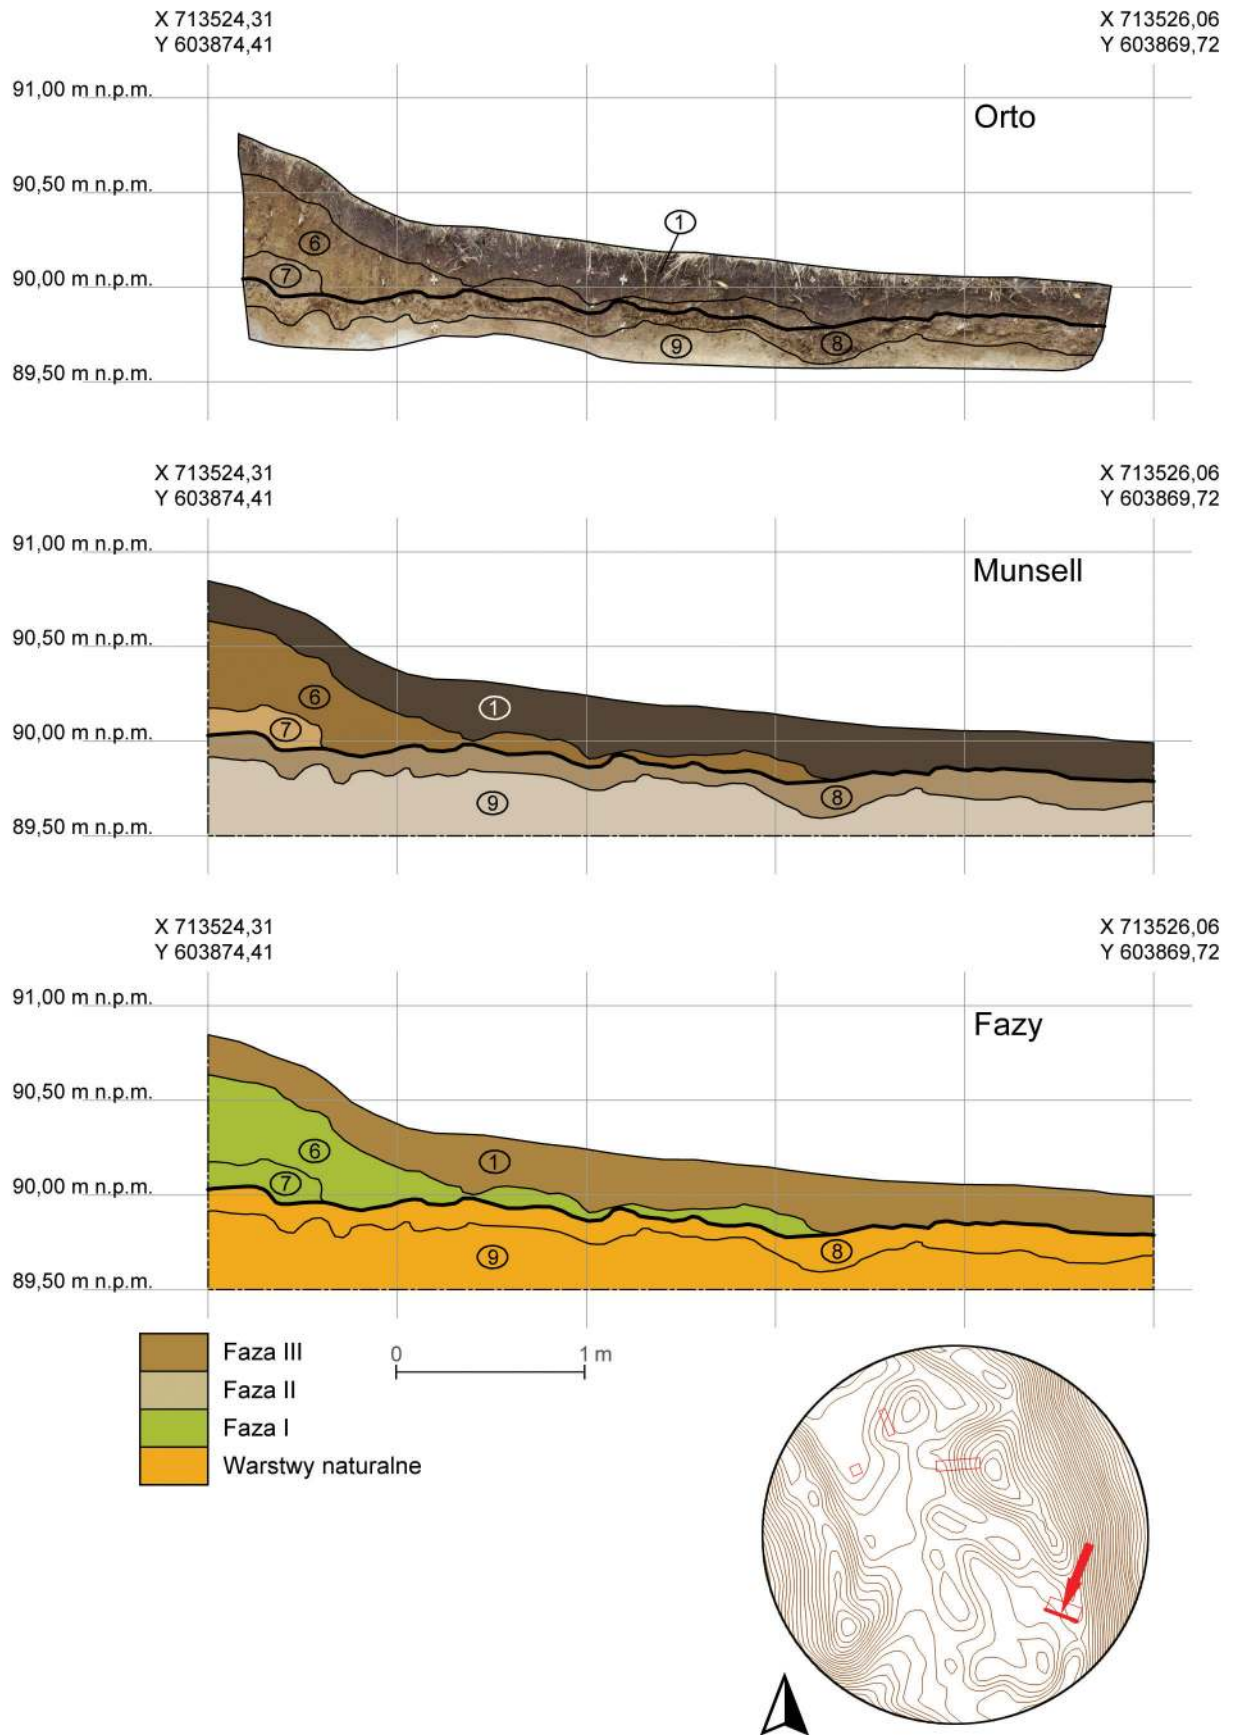 X 713524,31 X 713526,06
Y 603874,41 Y 603869,72
91,00 m n.p.m.
Orto
90,50 m n.p.m.
1
6
7
90,00 m n.p.m.
8
9
89,50 m n.p.m.
X 713524,31 X 713526,06
Y 603874,41 Y 603869,72
91,00 m n.p.m.
Munsell
90,50 m n.p.m.
6
1
7
90,00 m n.p.m.
8
9
89,50 m n.p.m.
X 713524,31 X 713526,06
Y 603874,41 Y 603869,72
91,00 m n.p.m.
Fazy
90,50 m n.p.m.
6
1
7
90,00 m n.p.m.
8
9
89,50 m n.p.m.
Faza III
Faza II
Faza I
Warstwy naturalne
0 1 m